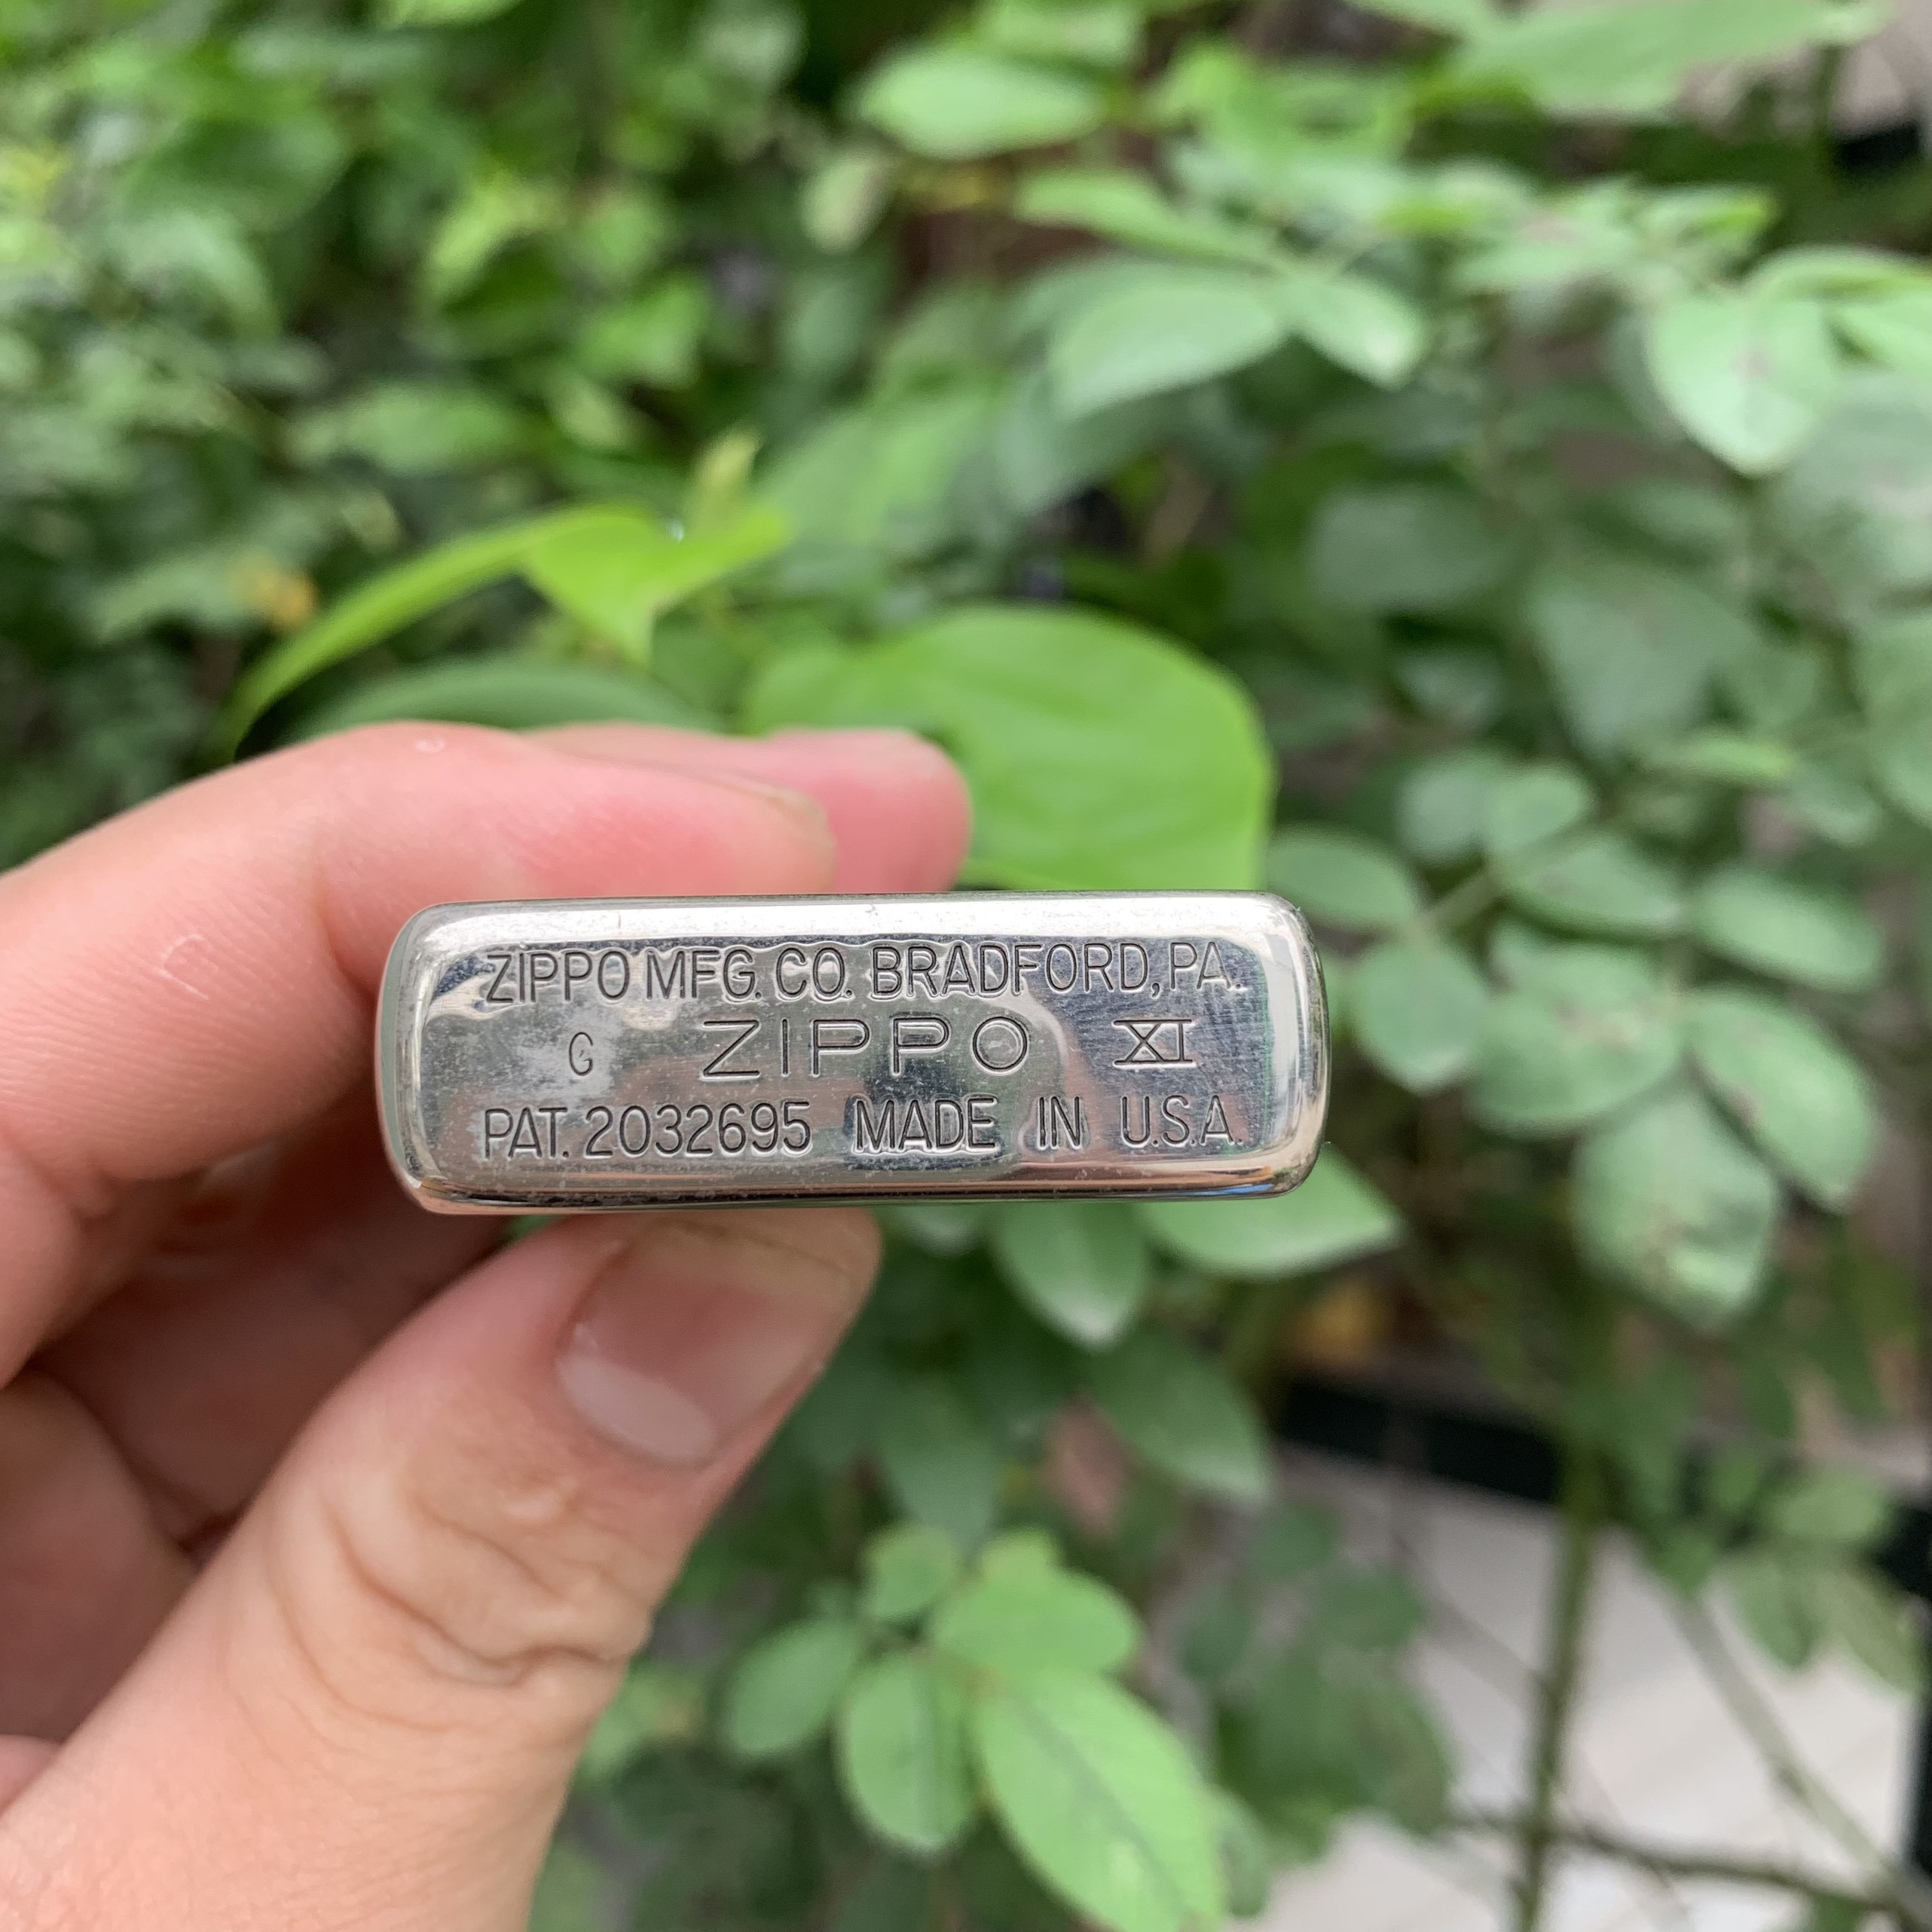 ZIPPO MFG. CO. BRADFORD, PA.
G ZIPPO XI
PAT. 2032695 MADE IN U.S.A.